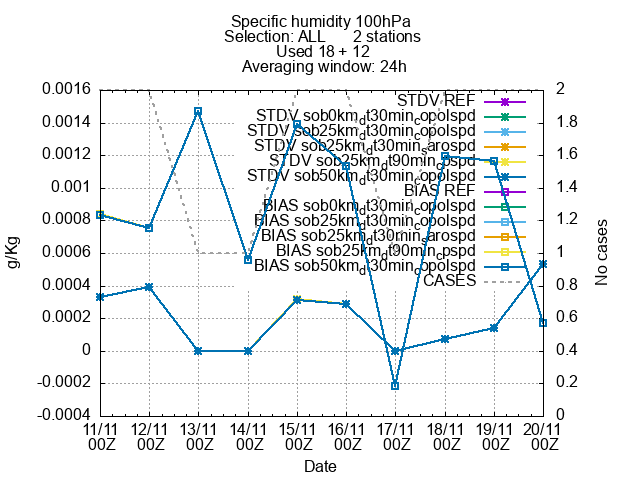 Specific humidity 100hPa
Selection: ALL 2 stations
Used 18 + 12
Averaging window: 24h
0.0016
0.0014
0.0012
0.001
0.0008
0.0006
0.0004
0.0002
0
-0.0002
-0.0004
g/Kg
2
1.8
1.6
1.4
1.2
1
0.8
0.6
0.4
0.2
0
No cases
STDV REF
STDV sob0km_dt30min_copolspd
STDV sob25km_dt30min_copolspd
STDV sob25km_dt30min_sarospd
STDV sob25km_dt90min_cpspd
STDV sob50km_dt30min_copolspd
BIAS REF
BIAS sob0km_dt30min_copolspd
BIAS sob25km_dt30min_copolspd
BIAS sob25km_dt30min_sarospd
BIAS sob25km_dt90min_cpspd
BIAS sob50km_dt30min_copolspd
CASES
11/11 12/11 13/11 14/11 15/11 16/11 17/11 18/11 19/11 20/11
00Z 00Z 00Z 00Z 00Z 00Z 00Z 00Z 00Z 00Z
Date